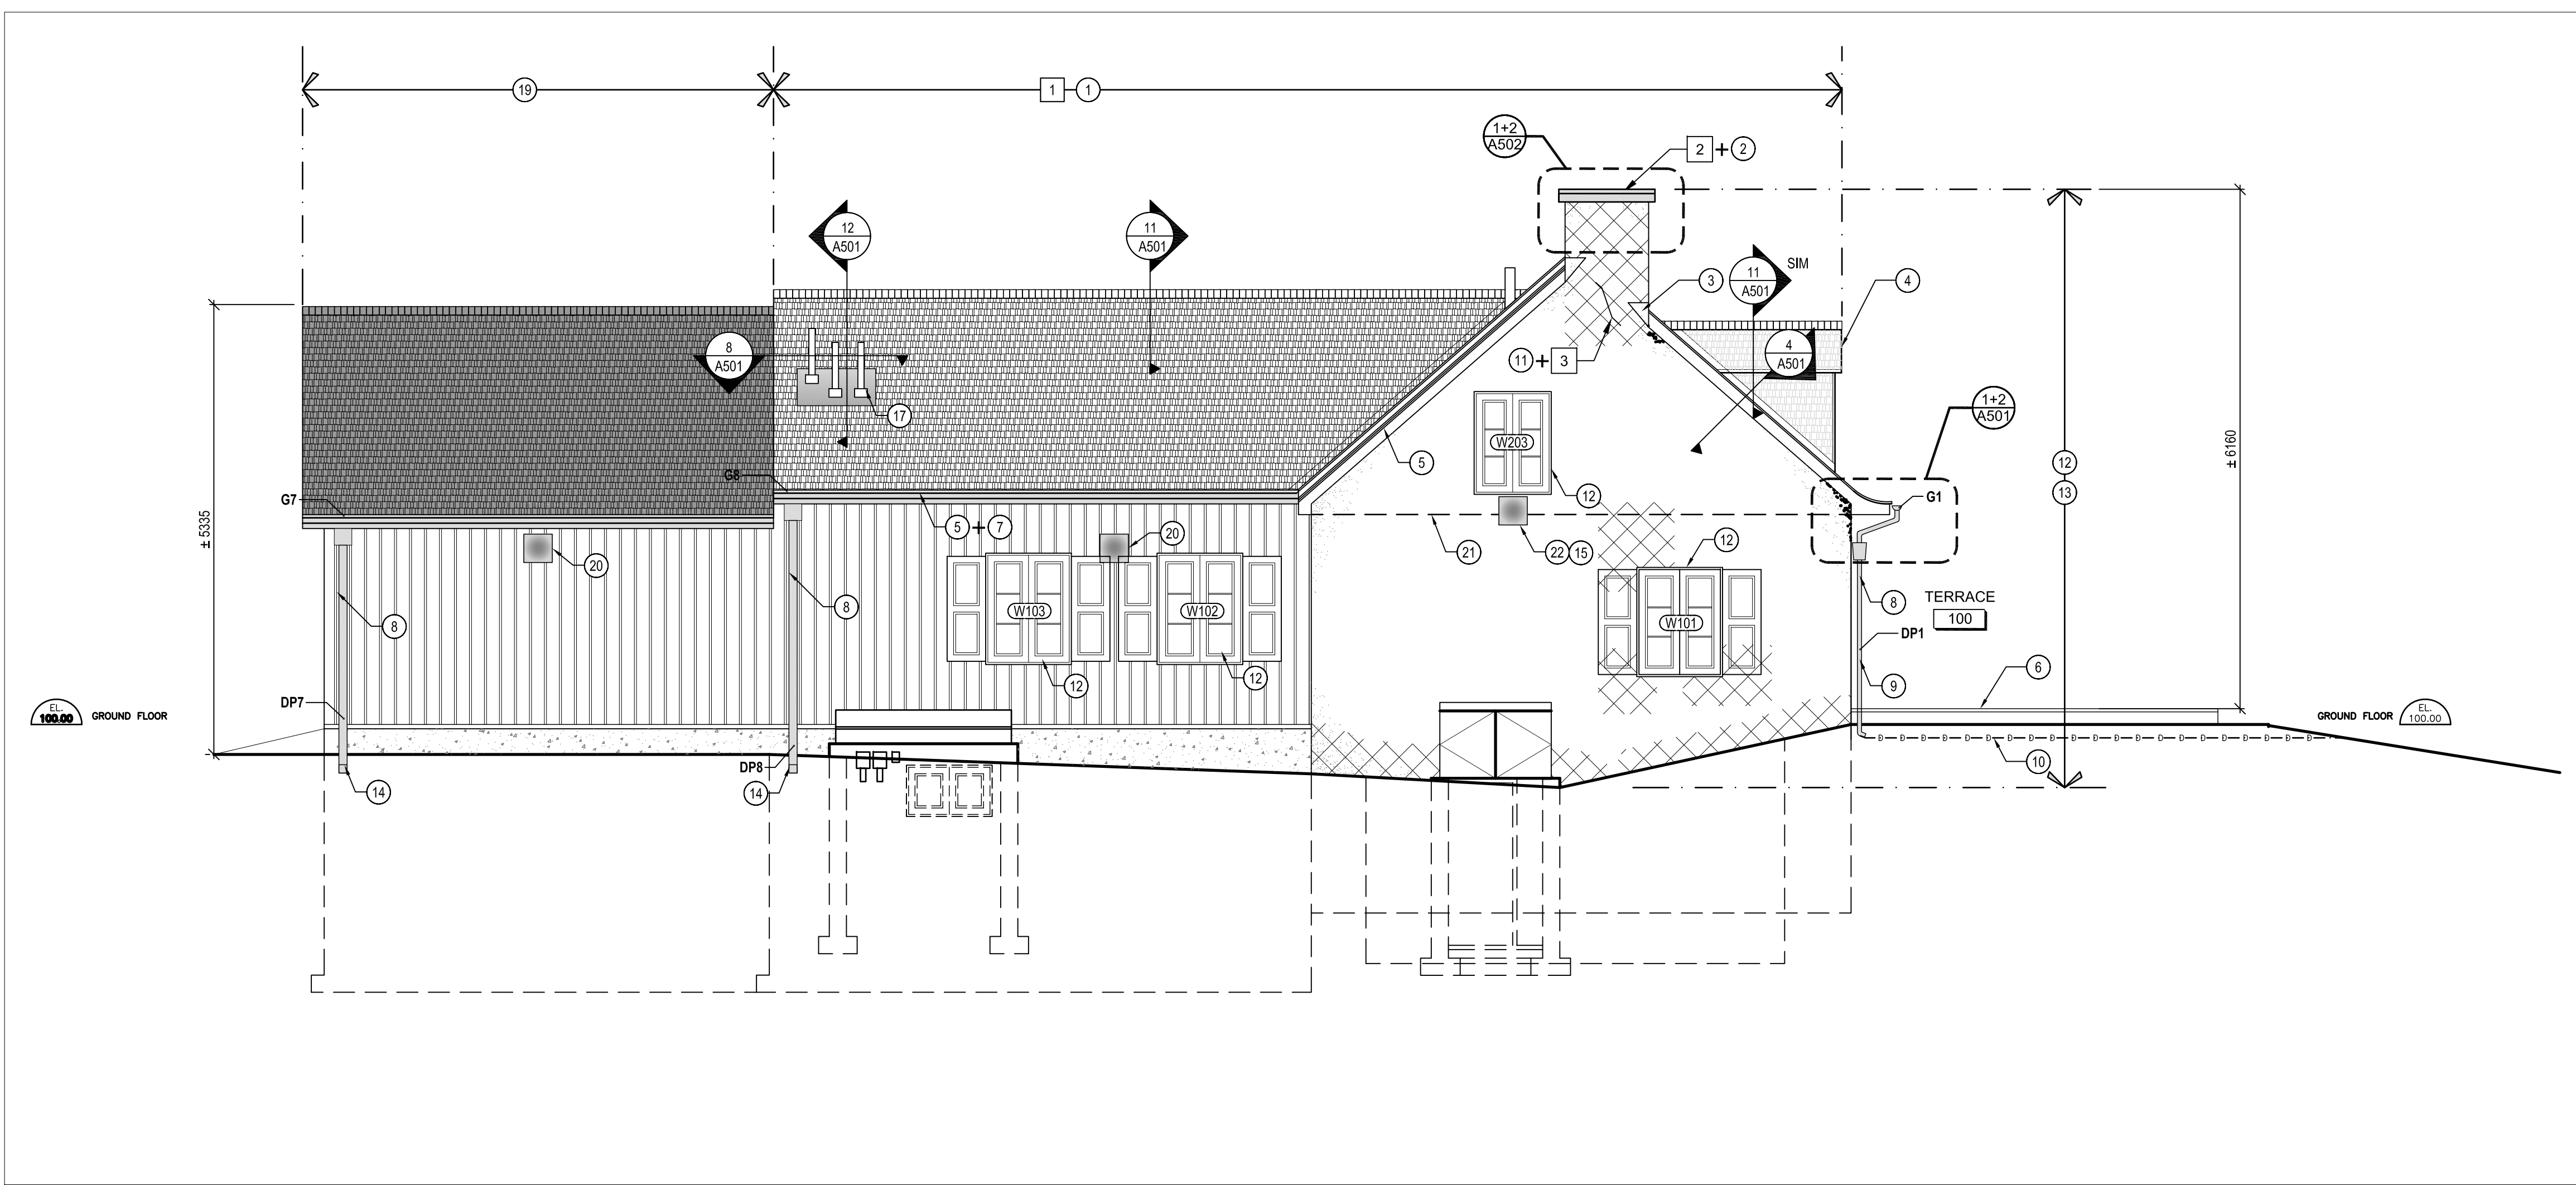 19
1
1
1+2
A502
2
+
2
12
A501
11
A501
11
A501
SIM
3
4
8
A501
4
A501
11
+
3
17
1+2
A501
W203
5
12
± 6160
12
13
G8
G7
G1
± 5335
5
+
7
20
20
21
22
15
12
8
8
W103
W102
W101
8
TERRACE
100
DP1
6
9
12
12
DP7
EL.
100.00
GROUND FLOOR
GROUND FLOOR
EL.
100.00
DP8
10
14
14
D D D D D D D D D D D D D D D D D D D D D D